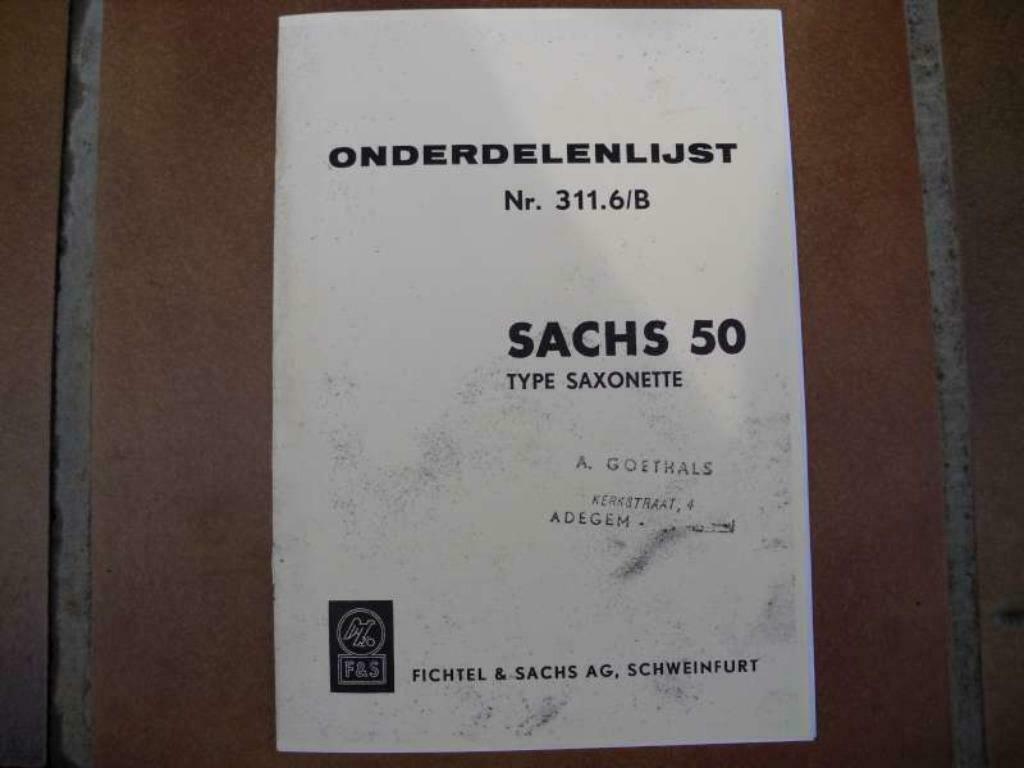 ONDERDELENLIJST
Nr. 311.6/B
SACHS 50
TYPE SAXONETTE
A. GOETHALS
KERKSTRAAT, 4
ADEGEM -
F&S
FICHTEL & SACHS AG, SCHWEINFURT